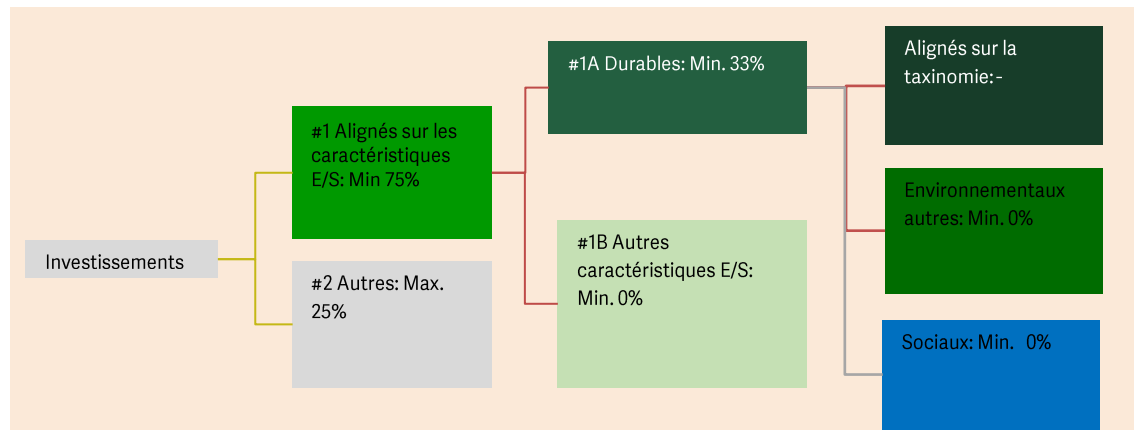 Investissements
#1 Alignés sur les
caractéristiques
E/S: Min 75%
#2 Autres: Max.
25%
#1A Durables: Min. 33%
#1B Autres
caractéristiques E/S:
Min. 0%
Alignés sur la
taxinomie:-
Environnementaux
autres: Min. 0%
Sociaux: Min. 0%